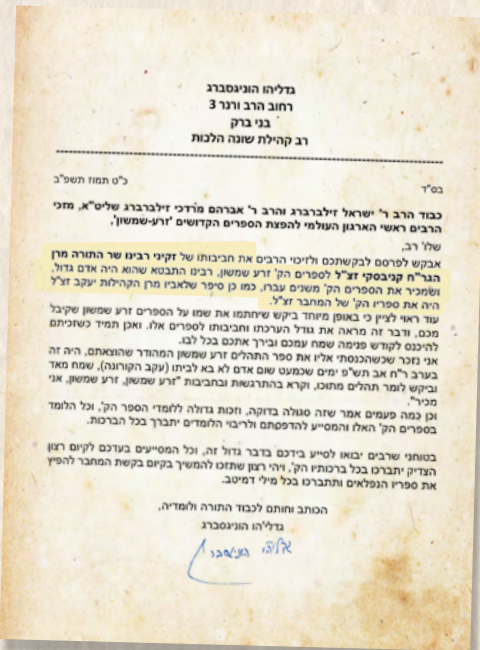 גדליהו הוניגסברג
רחוב הרב ורנר 3
בני ברק
רב קהילת שונה הלכות
בס"ד
כ"ט תמוז תשפ"ב
כבוד הרב ר' ישראל זילברברג והרב ר' אברהם מרדכי זילברברג שליט"א, מזכי
הרבים ראשי הארגון העולמי להפצת הספרים הקדושים 'זרע-שמשון',
שלו' רב,
אבקש לפרסם לבקשתכם ולזיכוי הרבים את חביבותו של זקיני רבינו שר התורה מרן
הגר"ח קניבסקי זצ"ל לספרים הק' זרע שמשון, רבינו התבטא שהוא היה אדם גדול,
ושמכיר את הספרים הק' משנים עברו, כמו כן סיפר שלאביו מרן הקהילות יעקב זצ"ל
היה את ספריו הק' של המחבר זצ"ל.
עוד ראוי לציין כי באופן מיוחד ביקש שיחתמו את שמו על הספרים זרע שמשון שקיבל
מכם, ודבר זה מראה את גודל הערכתו וחביבותו לספרים אלו. ואכן תמיד כשזכיתם
להיכנס לקודש פנימה שמח עמכם ובירך אתכם בכל לבו.
אני נזכר שכשהכנסתי אליו את ספר התהלים זרע שמשון המהודר שהוצאתם, היה זה
בערב ר"ח אב תש"פ ימים שכמעט שום אדם לא בא לביתו (עקב הקורונה), שמח מאד
וביקש לומר תהלים מתוכו, וקרא בהתרגשות ובחביבות "זרע שמשון, זרע שמשון, אני
מכיר".
וכן כמה פעמים אמר שזה סגולה בדוקה, וזכות גדולה ללומדי הספר הק', וכל הלומד
בספרים הק' האלו והמסייע להדפסתם ולריבוי הלומדים יתברך בכל הברכות.
בטוחני שרבים יבואו לסייע בידכם בדבר גדול זה, וכל המסייעים בעדכם לקיום רצון
הצדיק יתברכו בכל ברכותיו הק', ויהי רצון שתזכו להמשיך בקיום בקשת המחבר להפיץ
את ספריו הנפלאים ותתברכו בכל מילי דמיטב.
הכותב וחותם לכבוד התורה ולומדיה,
גדלי'הו הוניגסברג
גדליהו הוניגסברג